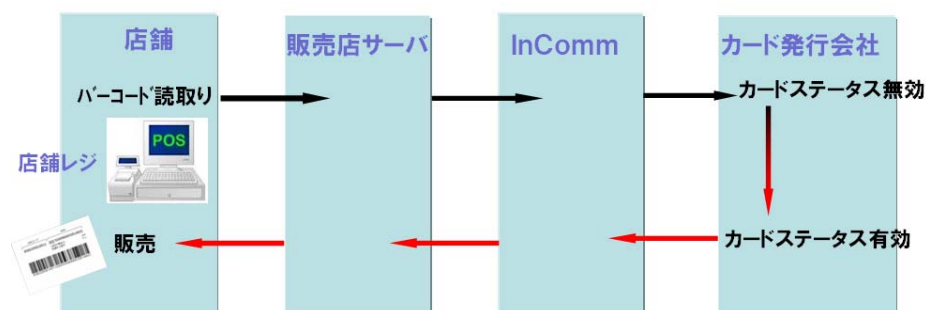 店舗
販売店サーバ
InComm
カード発行会社
バーコード読取り
カードステータス無効
POS
店舗レジ
販売
カードステータス有効